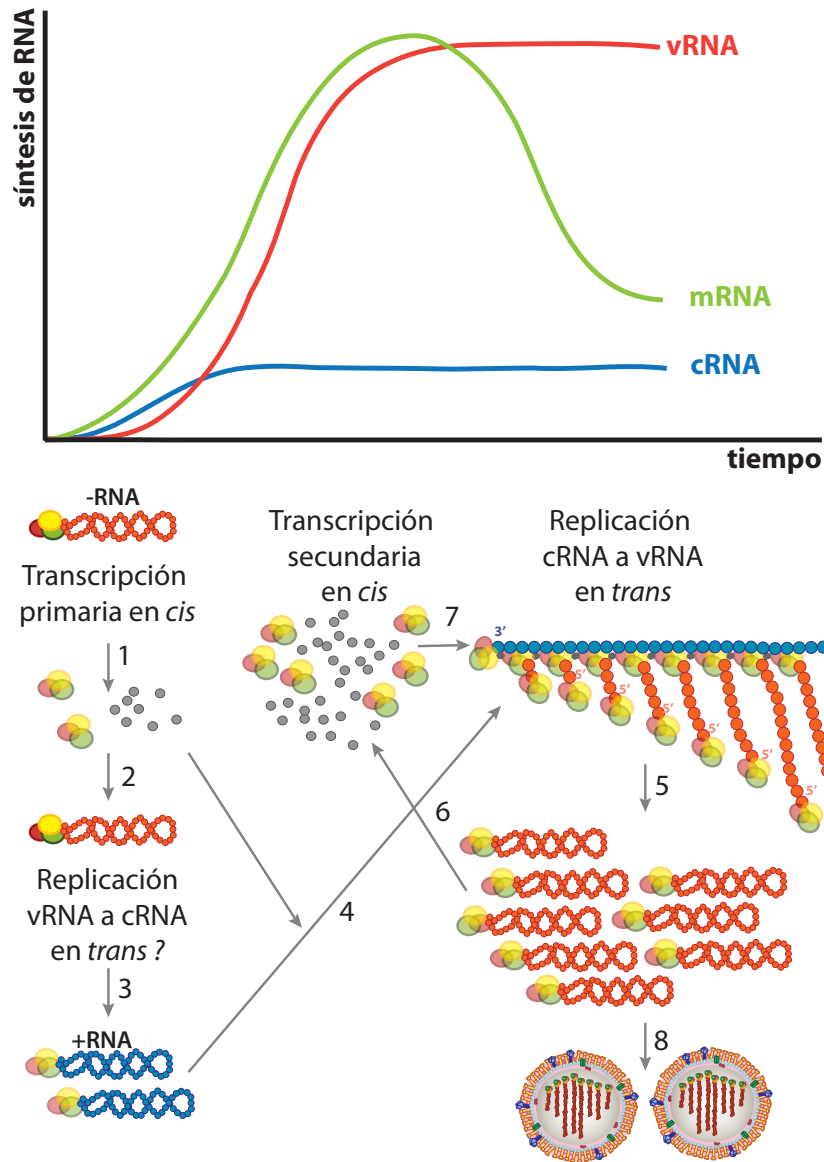 síntesis de RNA
vRNA
mRNA
cRNA
tiempo
-RNA
Transcripción
primaria en cis
1
2
Replicación
vRNA a cRNA
en trans ?
3
+RNA
Transcripción
secundaria
en cis
7
Replicación
cRNA a vRNA
en trans
3’
5’
5’
5’
5’
5’
5’
5’
4
6
5
8